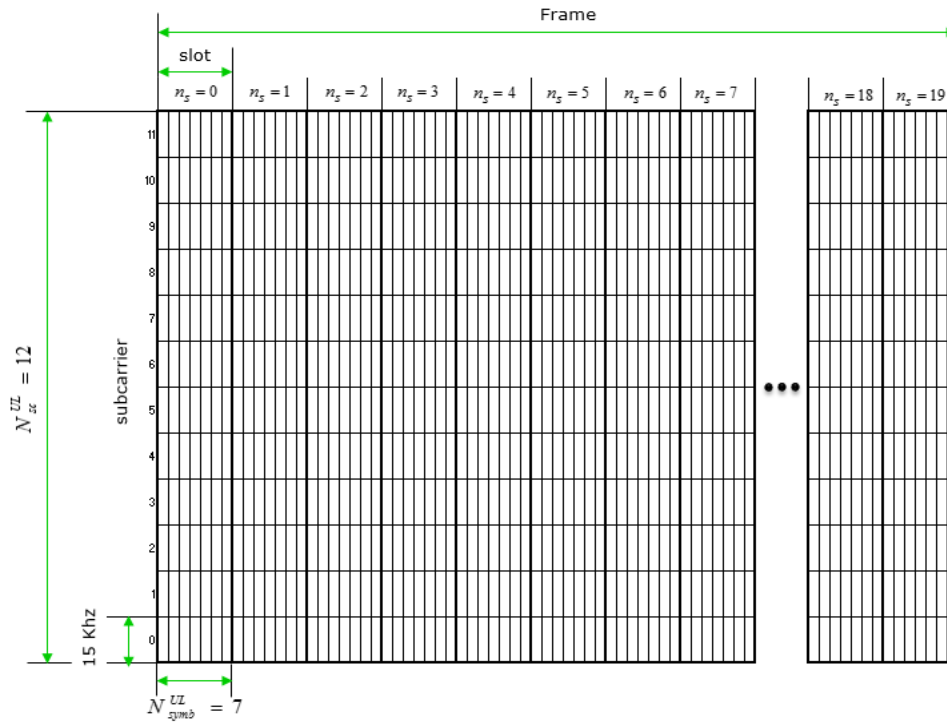 Frame
slot
n_s = 0 n_s = 1 n_s = 2 n_s = 3 n_s = 4 n_s = 5 n_s = 6 n_s = 7 n_s = 18 n_s = 19
11
10
9
8
7
6
5
4
3
2
1
0
N_sc^UL = 12
subcarrier
15 Khz
N_symb^UL = 7